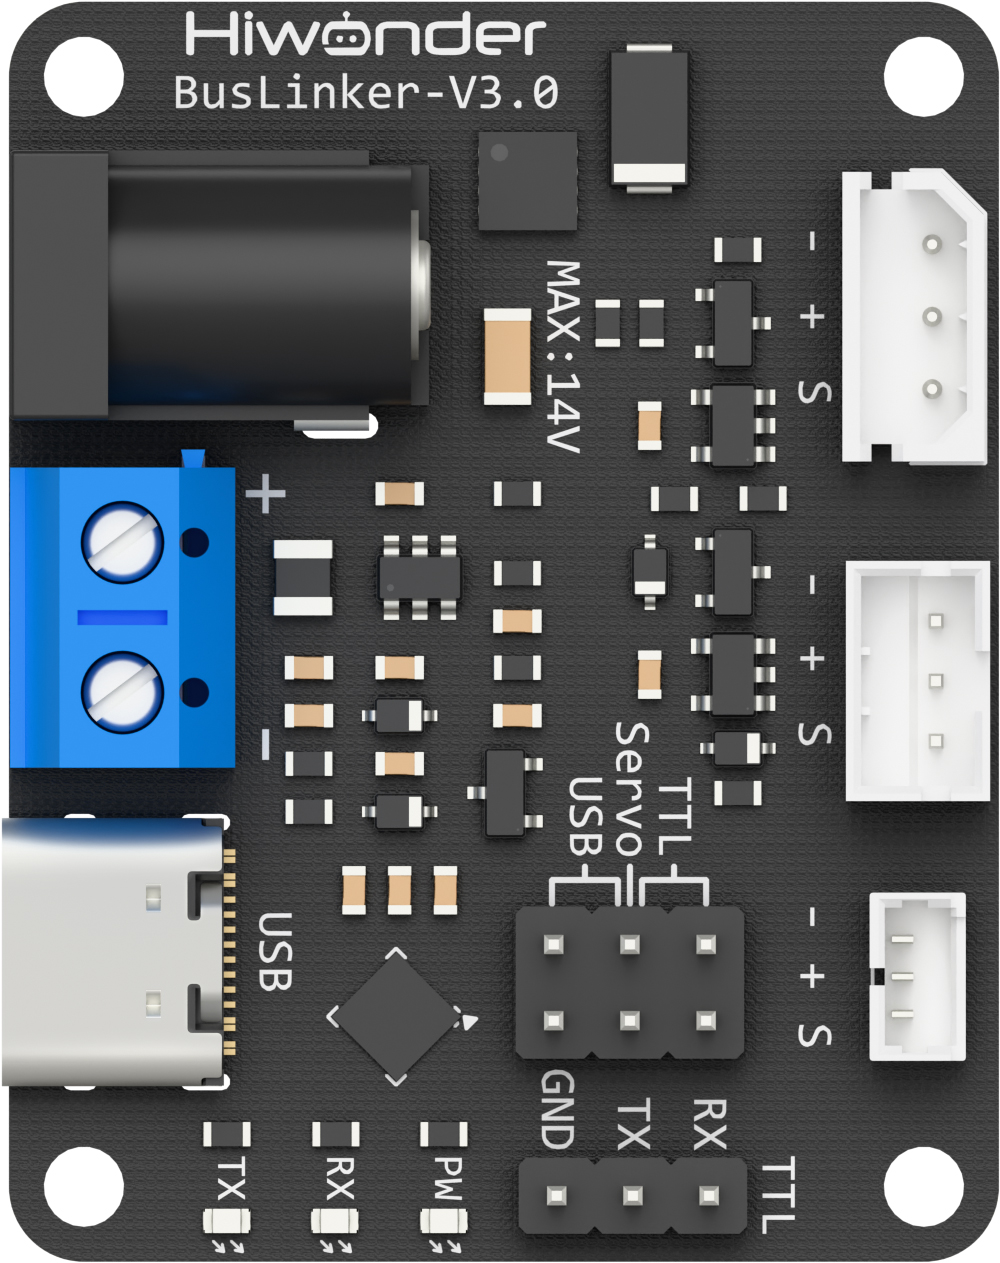 - + S
- + S
- + S
TTL
RX
TX
GND
TTL
Servo
USB
MAX:14V
Hiwonder
BusLinker-V3.0
PW
RX
TX
USB
+ -